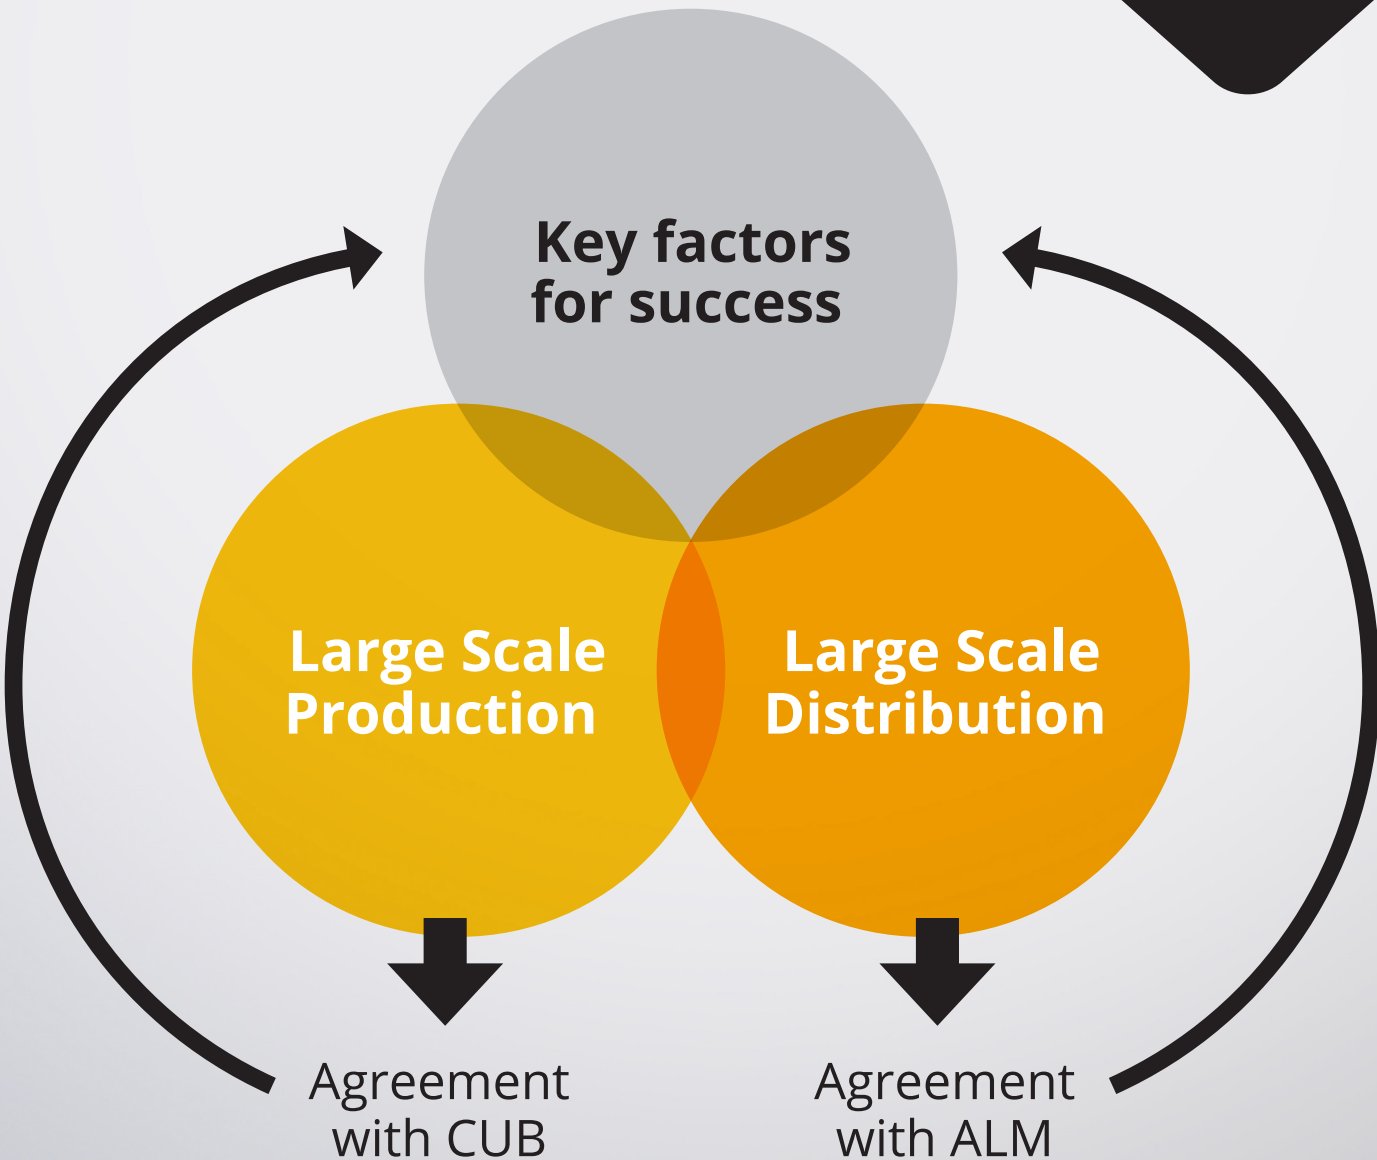 Key factors
for success
Large Scale
Production
Large Scale
Distribution
Agreement
with CUB
Agreement
with ALM